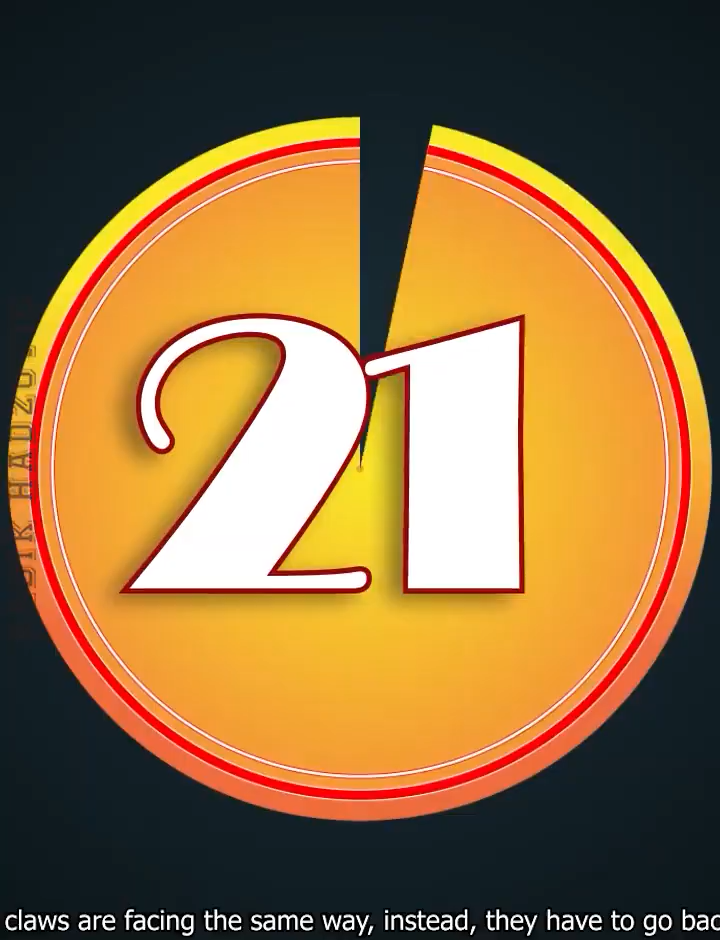 21
claws are facing the same way, instead, they have to go bac